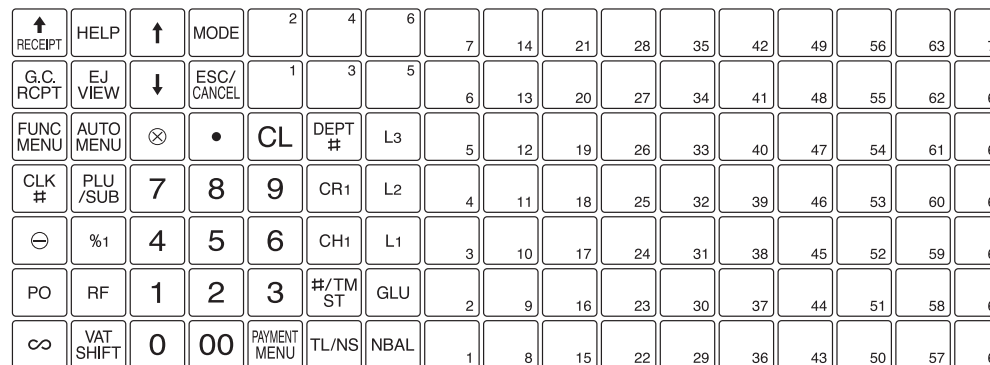 ↑ RECEIPT HELP ↑ MODE 2 4 6 7 14 21 28 35 42 49 56 63
G.C. RCPT EJ VIEW ↓ ESC/ CANCEL 1 3 5 6 13 20 27 34 41 48 55 62
FUNC MENU AUTO MENU ⊗ • CL DEPT # L3 5 12 19 26 33 40 47 54 61
CLK # PLU /SUB 7 8 9 CR1 L2 4 11 18 25 32 39 46 53 60
⊖ %1 4 5 6 CH1 L1 3 10 17 24 31 38 45 52 59
PO RF 1 2 3 #/TM ST GLU 2 9 16 23 30 37 44 51 58
∞ VAT SHIFT 0 00 PAYMENT MENU TL/NS NBAL 1 8 15 22 29 36 43 50 57